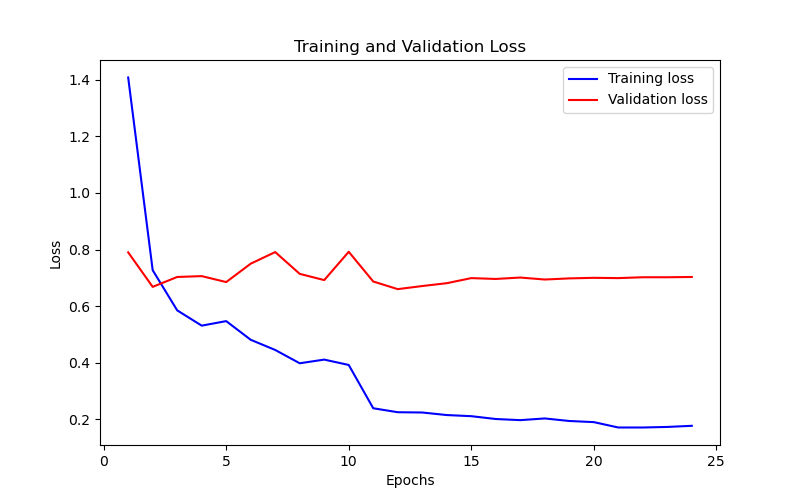 Training and Validation Loss
Training loss
Validation loss
1.4
1.2
1.0
0.8
0.6
0.4
0.2
Loss
0
5
10
15
20
25
Epochs